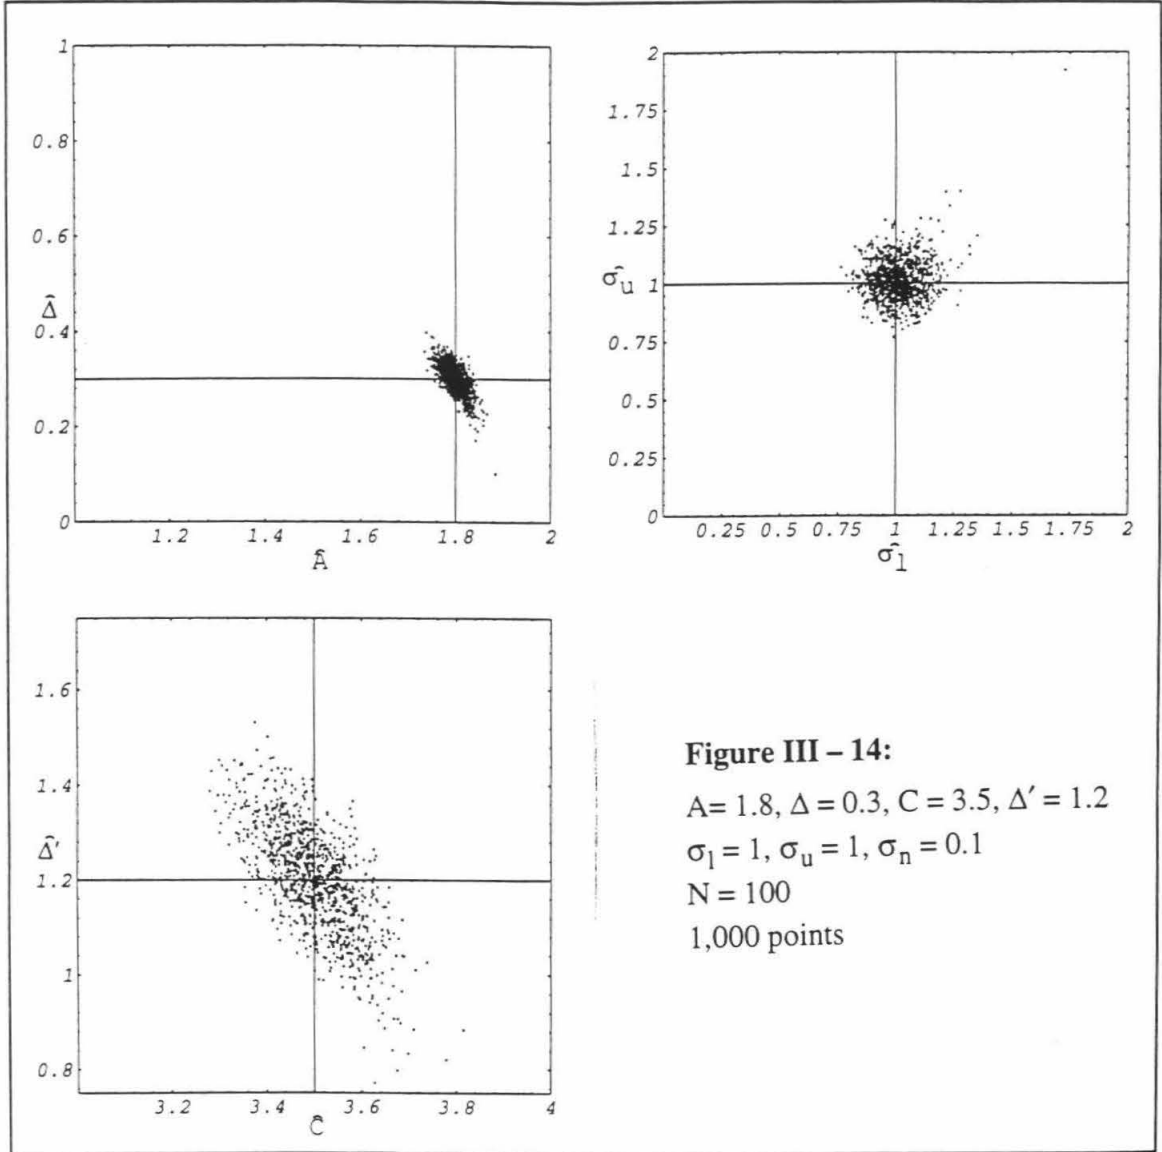 1
0.8
0.6
Δ̂
0.4
0.2
0
1.2 1.4 1.6 1.8 2
Â
2
1.75
1.5
1.25
σ̂u 1
0.75
0.5
0.25
0
0.25 0.5 0.75 1 1.25 1.5 1.75 2
σ̂l
1.6
1.4
Δ̂′
1.2
1
0.8
3.2 3.4 3.6 3.8 4
Ĉ
Figure III – 14:
A= 1.8, Δ = 0.3, C = 3.5, Δ′ = 1.2
σl = 1, σu = 1, σn = 0.1
N = 100
1,000 points